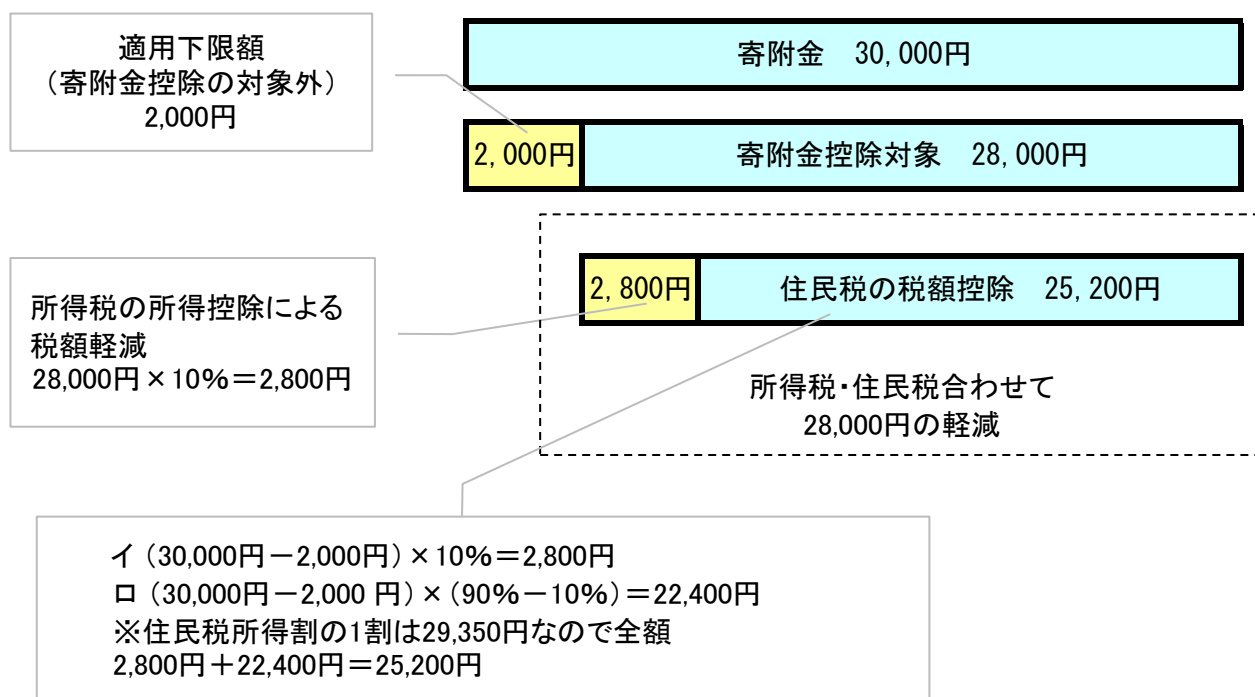 適用下限額
（寄附金控除の対象外）
2,000円
寄附金　30,000円
2,000円
寄附金控除対象　28,000円
所得税の所得控除による
税額軽減
28,000円×10％＝2,800円
2,800円
住民税の税額控除　25,200円
所得税・住民税合わせて
28,000円の軽減
イ（30,000円－2,000円）×10％＝2,800円
ロ（30,000円－2,000 円）×（90％－10％）＝22,400円
※住民税所得割の1割は29,350円なので全額
2,800円＋22,400円＝25,200円